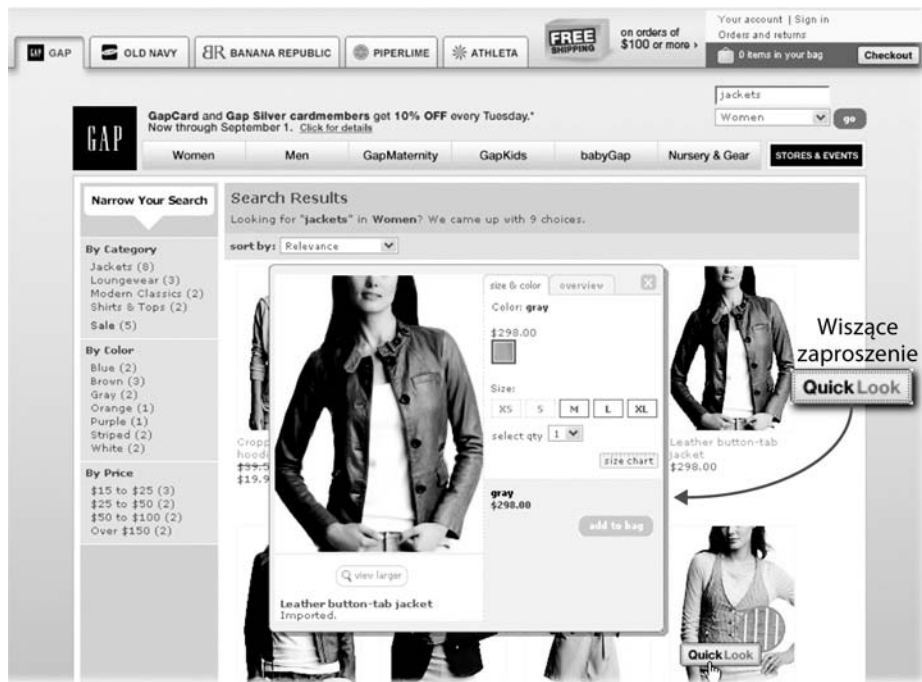 Your account | Sign in
Orders and returns
FREE
SHIPPING
on orders of
$100 or more ›
GAP GAP
OLD NAVY
BR BANANA REPUBLIC
PIPERLIME
ATHLETA
0 items in your bag
Checkout
jackets
Women
go
GAP
GapCard and Gap Silver cardmembers get 10% OFF every Tuesday.*
Now through September 1. Click for details
Women
Men
GapMaternity
GapKids
babyGap
Nursery & Gear
STORES & EVENTS
Narrow Your Search
By Category
Jackets (8)
Loungewear (3)
Modern Classics (2)
Shirts & Tops (2)
Sale (5)
By Color
Blue (2)
Brown (3)
Gray (2)
Orange (1)
Purple (1)
Striped (2)
White (2)
By Price
$15 to $25 (3)
$25 to $50 (2)
$50 to $100 (2)
Over $150 (2)
Search Results
Looking for "jackets" in Women? We came up with 9 choices.
sort by: Relevance
Cropp
hooded
$39.5
$19.9
view larger
Leather button-tab jacket
Imported.
size & color
overview
Color: gray
$298.00
Size:
XS S M L XL
select qty 1
size chart
gray
$298.00
add to bag
Leather button-tab
jacket
$298.00
Wiszące
zaproszenie
QuickLook
QuickLook